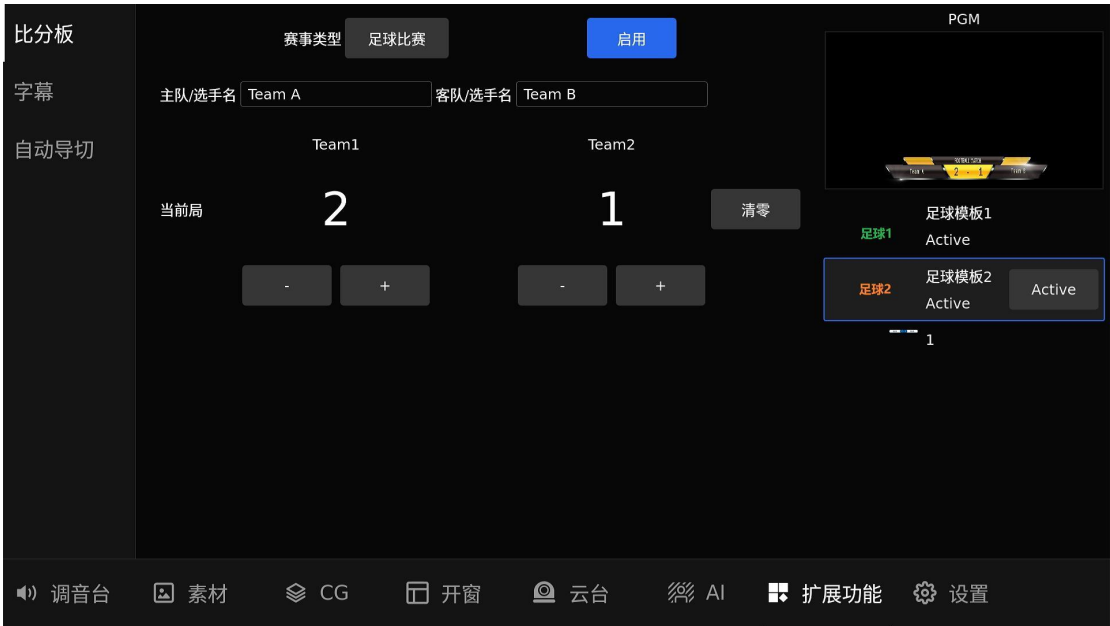 比分板
字幕
自动导切
赛事类型 足球比赛 启用
主队/选手名 Team A 客队/选手名 Team B
Team1 Team2
当前局 2 1 清零
- + - +
PGM
Team A 2 - 1
足球1 足球模板1
Active
足球2 足球模板2
Active
Active
1
调音台 素材 CG 开窗 云台 AI 扩展功能 设置